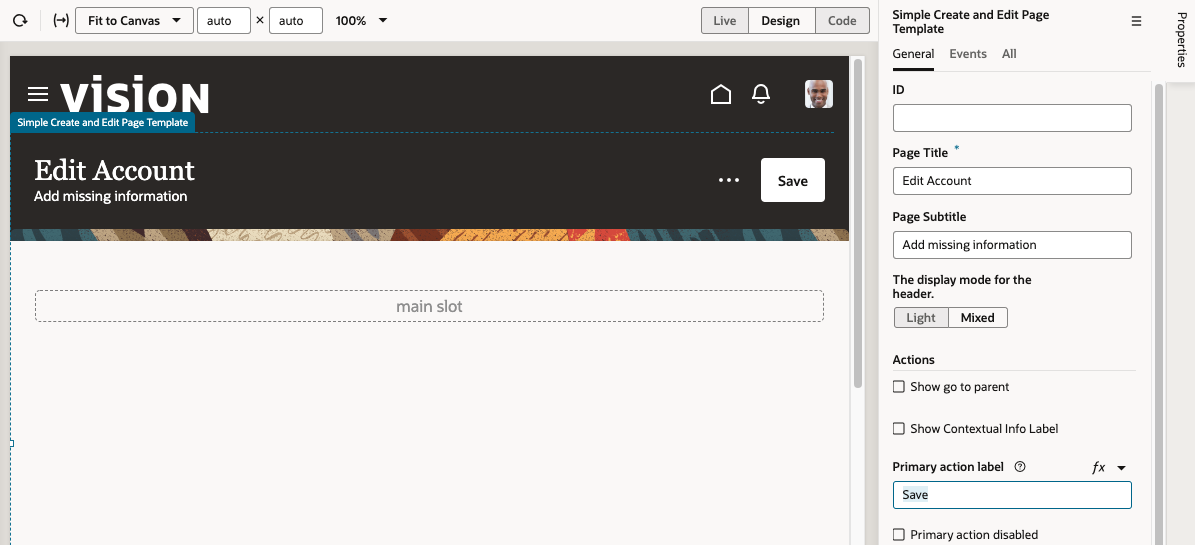 Fit to Canvas auto × auto 100% Live Design Code
vision
Simple Create and Edit Page Template
Edit Account
Add missing information
Save
main slot
Simple Create and Edit Page
Template
Properties
General Events All
ID
Page Title *
Edit Account
Page Subtitle
Add missing information
The display mode for the
header.
Light Mixed
Actions
Show go to parent
Show Contextual Info Label
Primary action label ? fx
Save
Primary action disabled